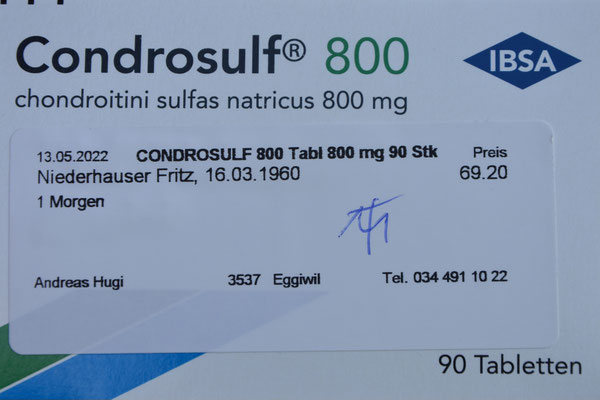 Condrosulf® 800
IBSA
chondroitini sulfas natricus 800 mg
13.05.2022 CONDROSULF 800 Tabl 800 mg 90 Stk Preis
Niederhauser Fritz, 16.03.1960 69.20
1 Morgen
Andreas Hugi 3537 Eggiwil Tel. 034 491 10 22
90 Tabletten